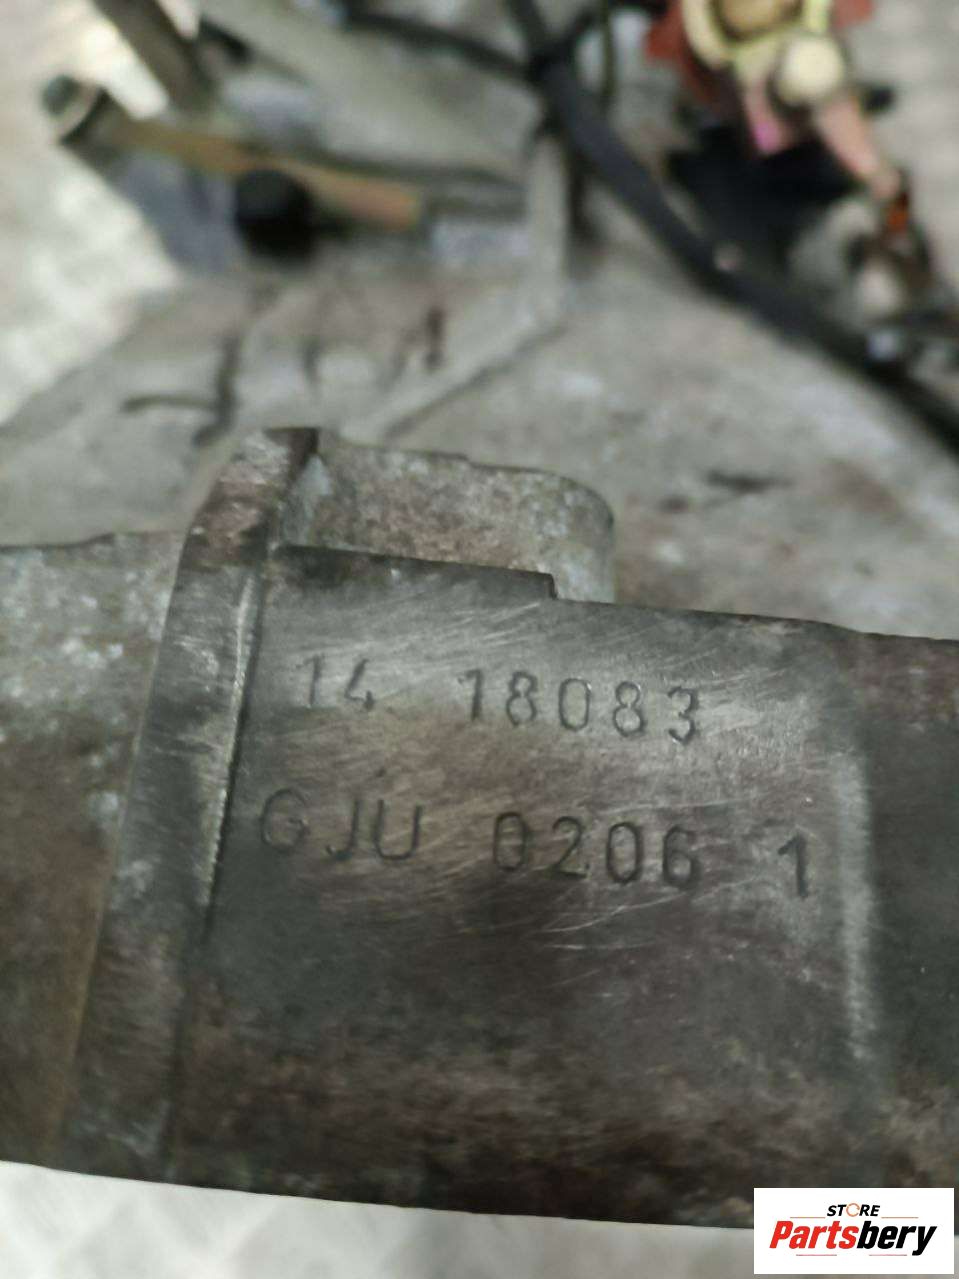 14 18083
GJU 0206 1
STORE
Partsbery